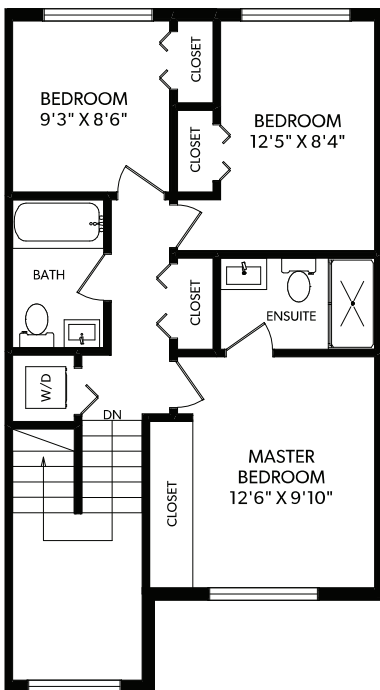 CLOSET
BEDROOM
9'3" X 8'6"
BEDROOM
12'5" X 8'4"
CLOSET
BATH
CLOSET
ENSUITE
W/D
DN
MASTER
BEDROOM
12'6" X 9'10"
CLOSET